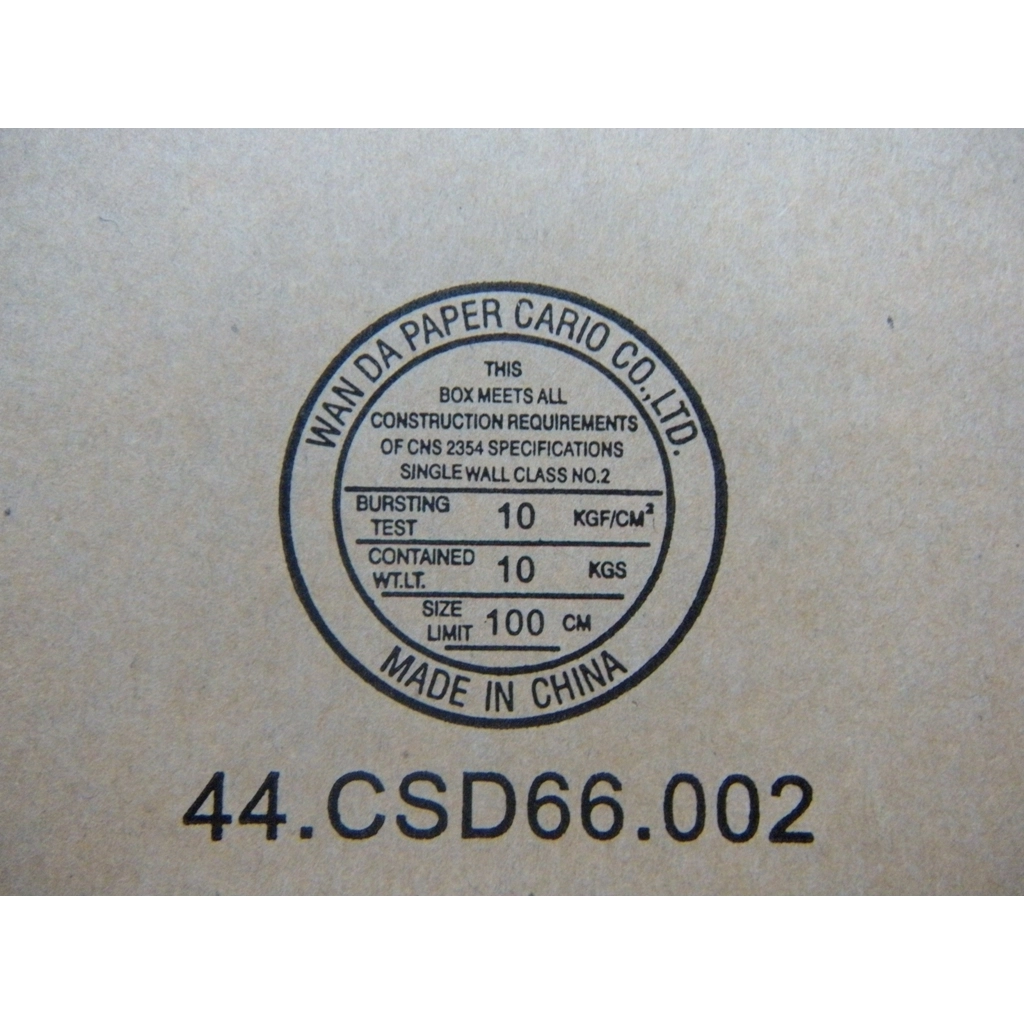 WAN DA PAPER CARIO CO.,LTD.
THIS
BOX MEETS ALL
CONSTRUCTION REQUIREMENTS
OF CNS 2354 SPECIFICATIONS
SINGLE WALL CLASS NO.2
BURSTING TEST 10 KGF/CM²
CONTAINED WT.LT. 10 KGS
SIZE LIMIT 100 CM
MADE IN CHINA
44.CSD66.002